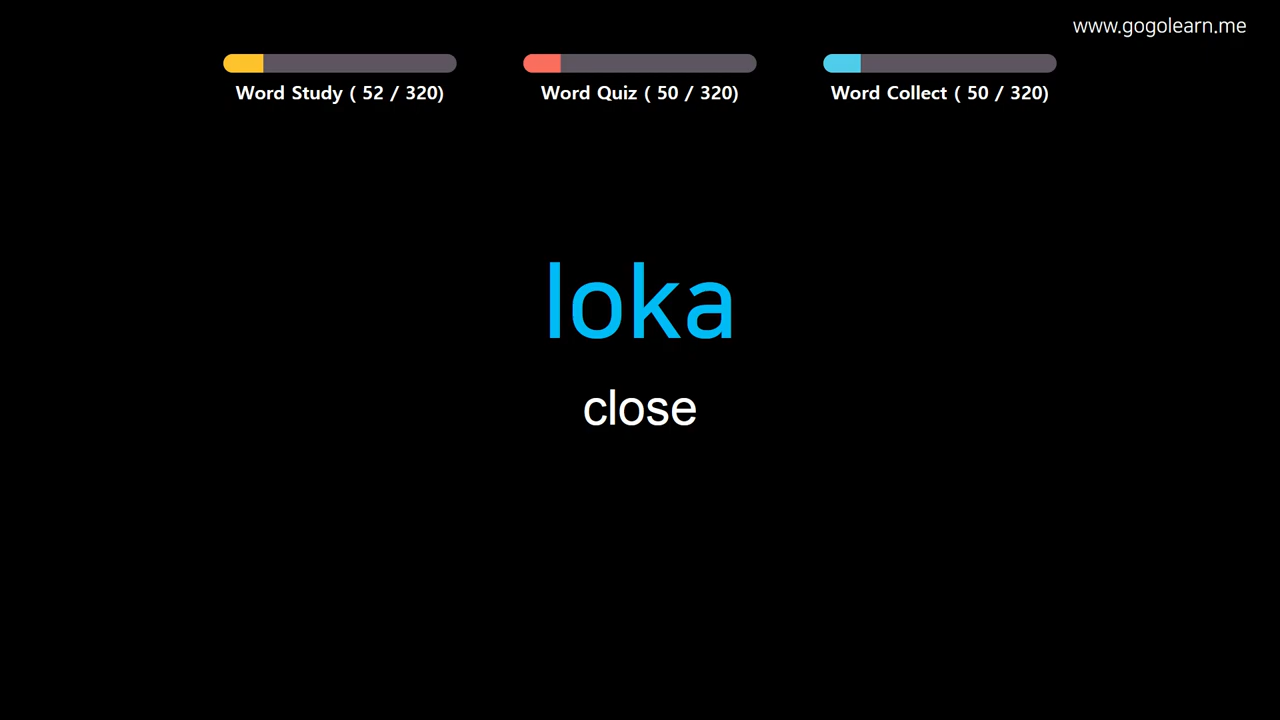 www.gogolearn.me
Word Study ( 52 / 320)
Word Quiz ( 50 / 320)
Word Collect ( 50 / 320)
loka
close